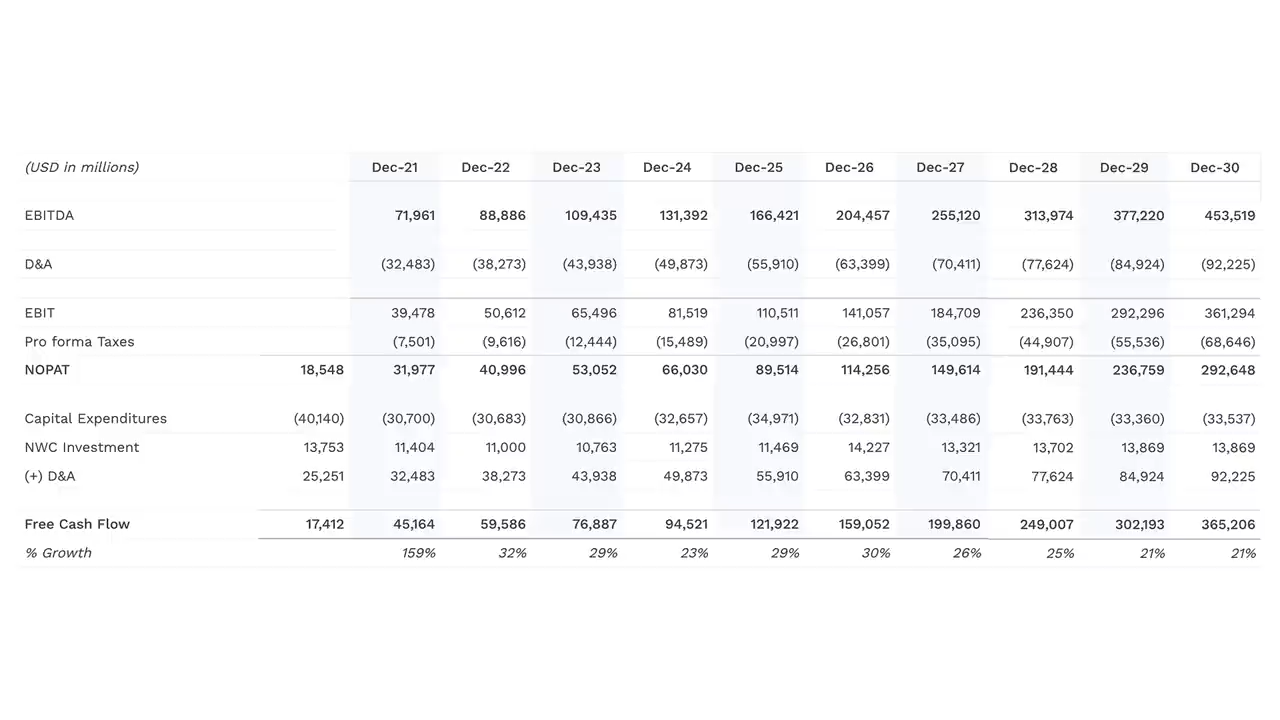 (USD in millions) Dec-21 Dec-22 Dec-23 Dec-24 Dec-25 Dec-26 Dec-27 Dec-28 Dec-29 Dec-30
EBITDA 71,961 88,886 109,435 131,392 166,421 204,457 255,120 313,974 377,220 453,519
D&A (32,483) (38,273) (43,938) (49,873) (55,910) (63,399) (70,411) (77,624) (84,924) (92,225)
EBIT 39,478 50,612 65,496 81,519 110,511 141,057 184,709 236,350 292,296 361,294
Pro forma Taxes (7,501) (9,616) (12,444) (15,489) (20,997) (26,801) (35,095) (44,907) (55,536) (68,646)
NOPAT 18,548 31,977 40,996 53,052 66,030 89,514 114,256 149,614 191,444 236,759 292,648
Capital Expenditures (40,140) (30,700) (30,683) (30,866) (32,657) (34,971) (32,831) (33,486) (33,763) (33,360) (33,537)
NWC Investment 13,753 11,404 11,000 10,763 11,275 11,469 14,227 13,321 13,702 13,869 13,869
(+) D&A 25,251 32,483 38,273 43,938 49,873 55,910 63,399 70,411 77,624 84,924 92,225
Free Cash Flow 17,412 45,164 59,586 76,887 94,521 121,922 159,052 199,860 249,007 302,193 365,206
% Growth 159% 32% 29% 23% 29% 30% 26% 25% 21% 21%